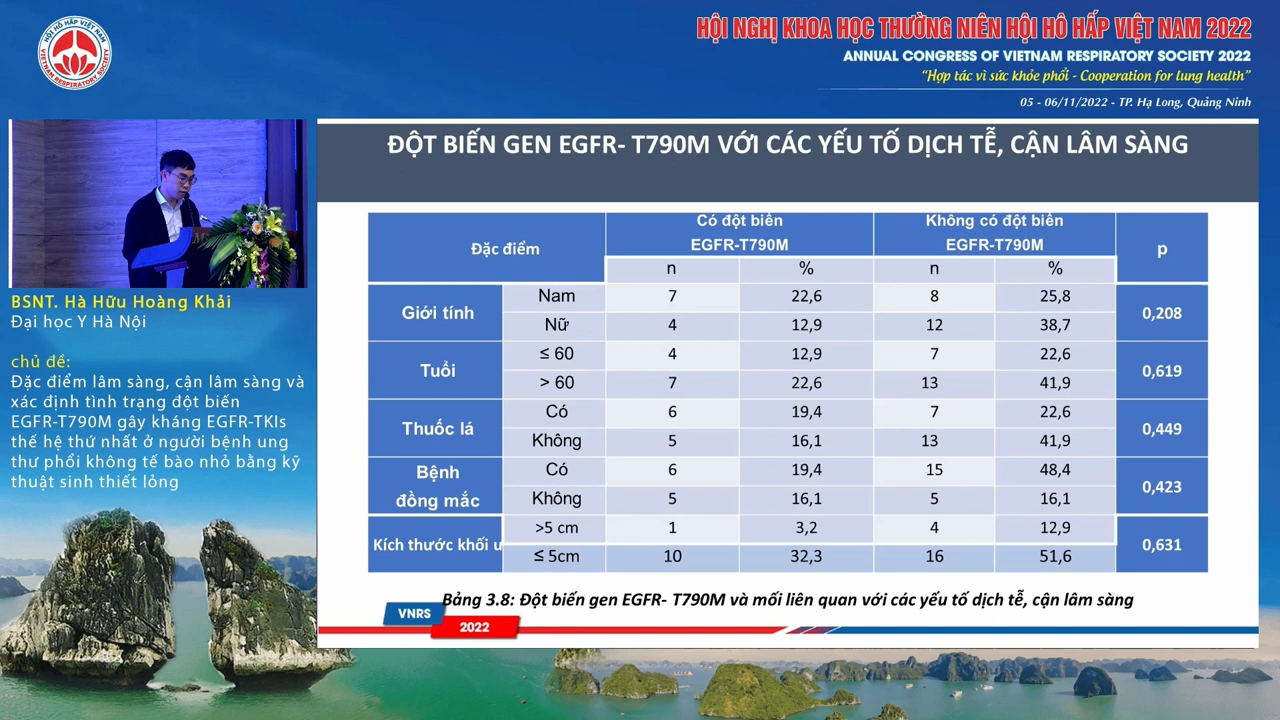 HỘI HÔ HẤP VIỆT NAM
VIETNAM RESPIRATORY SOCIETY
HỘI NGHỊ KHOA HỌC THƯỜNG NIÊN HỘI HÔ HẤP VIỆT NAM 2022
ANNUAL CONGRESS OF VIETNAM RESPIRATORY SOCIETY 2022
“Hợp tác vì sức khỏe phổi - Cooperation for lung health”
05 - 06/11/2022 - TP. Hạ Long, Quảng Ninh
BSNT. Hà Hữu Hoàng Khải
Đại học Y Hà Nội
chủ đề:
Đặc điểm lâm sàng, cận lâm sàng và
xác định tình trạng đột biến
EGFR-T790M gây kháng EGFR-TKIs
thế hệ thứ nhất ở người bệnh ung
thư phổi không tế bào nhỏ bằng kỹ
thuật sinh thiết lỏng
ĐỘT BIẾN GEN EGFR- T790M VỚI CÁC YẾU TỐ DỊCH TỄ, CẬN LÂM SÀNG
Đặc điểm
Có đột biến
EGFR-T790M
Không có đột biến
EGFR-T790M
p
n % n %
Giới tính
Nam 7 22,6 8 25,8
0,208
Nữ 4 12,9 12 38,7
Tuổi
≤ 60 4 12,9 7 22,6
0,619
> 60 7 22,6 13 41,9
Thuốc lá
Có 6 19,4 7 22,6
0,449
Không 5 16,1 13 41,9
Bệnh
đồng mắc
Có 6 19,4 15 48,4
0,423
Không 5 16,1 5 16,1
Kích thước khối u
>5 cm 1 3,2 4 12,9
0,631
≤ 5cm 10 32,3 16 51,6
Bảng 3.8: Đột biến gen EGFR- T790M và mối liên quan với các yếu tố dịch tễ, cận lâm sàng
VNRS
2022